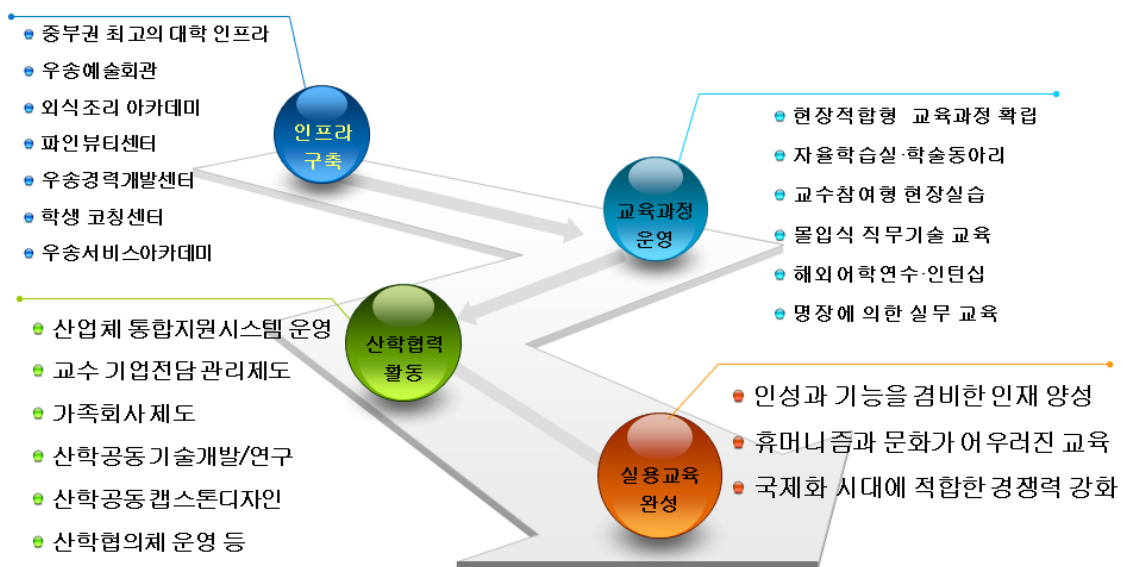 중부권 최고의 대학 인프라
우송예술회관
외식조리 아카데미
파인뷰티센터
우송경력개발센터
학생 코칭센터
우송서비스아카데미
인프라
구축
교육과정
운영
현장적합형 교육과정 확립
자율학습실·학술동아리
교수참여형 현장실습
몰입식 직무기술 교육
해외어학연수·인턴십
명장에 의한 실무 교육
산업체 통합지원시스템 운영
교수 기업전담 관리제도
가족회사 제도
산학공동 기술개발/연구
산학공동 캡스톤디자인
산학협의체 운영 등
산학협력
활동
실용교육
완성
인성과 기능을 겸비한 인재 양성
휴머니즘과 문화가 어우러진 교육
국제화 시대에 적합한 경쟁력 강화